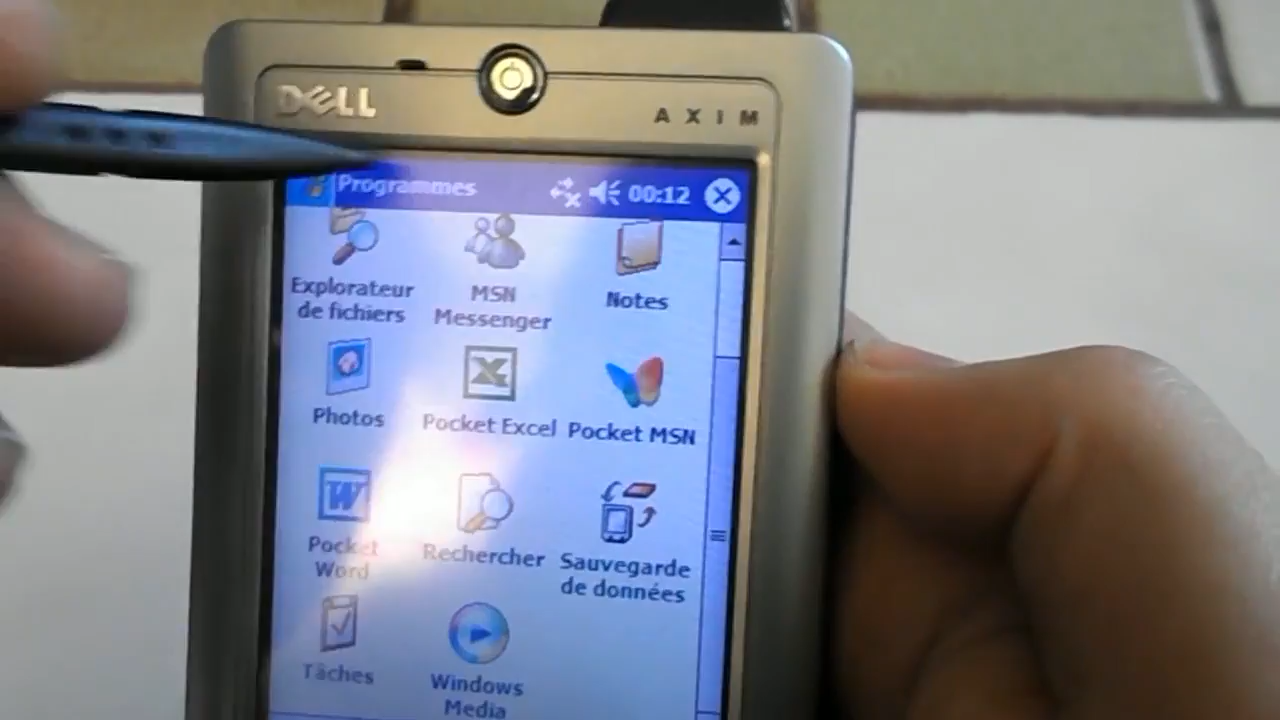 DELL
AXIM
Programmes 00:12
Explorateur de fichiers
MSN Messenger
Notes
Photos
Pocket Excel
Pocket MSN
Pocket Word
Rechercher
Sauvegarde de données
Tâches
Windows Media